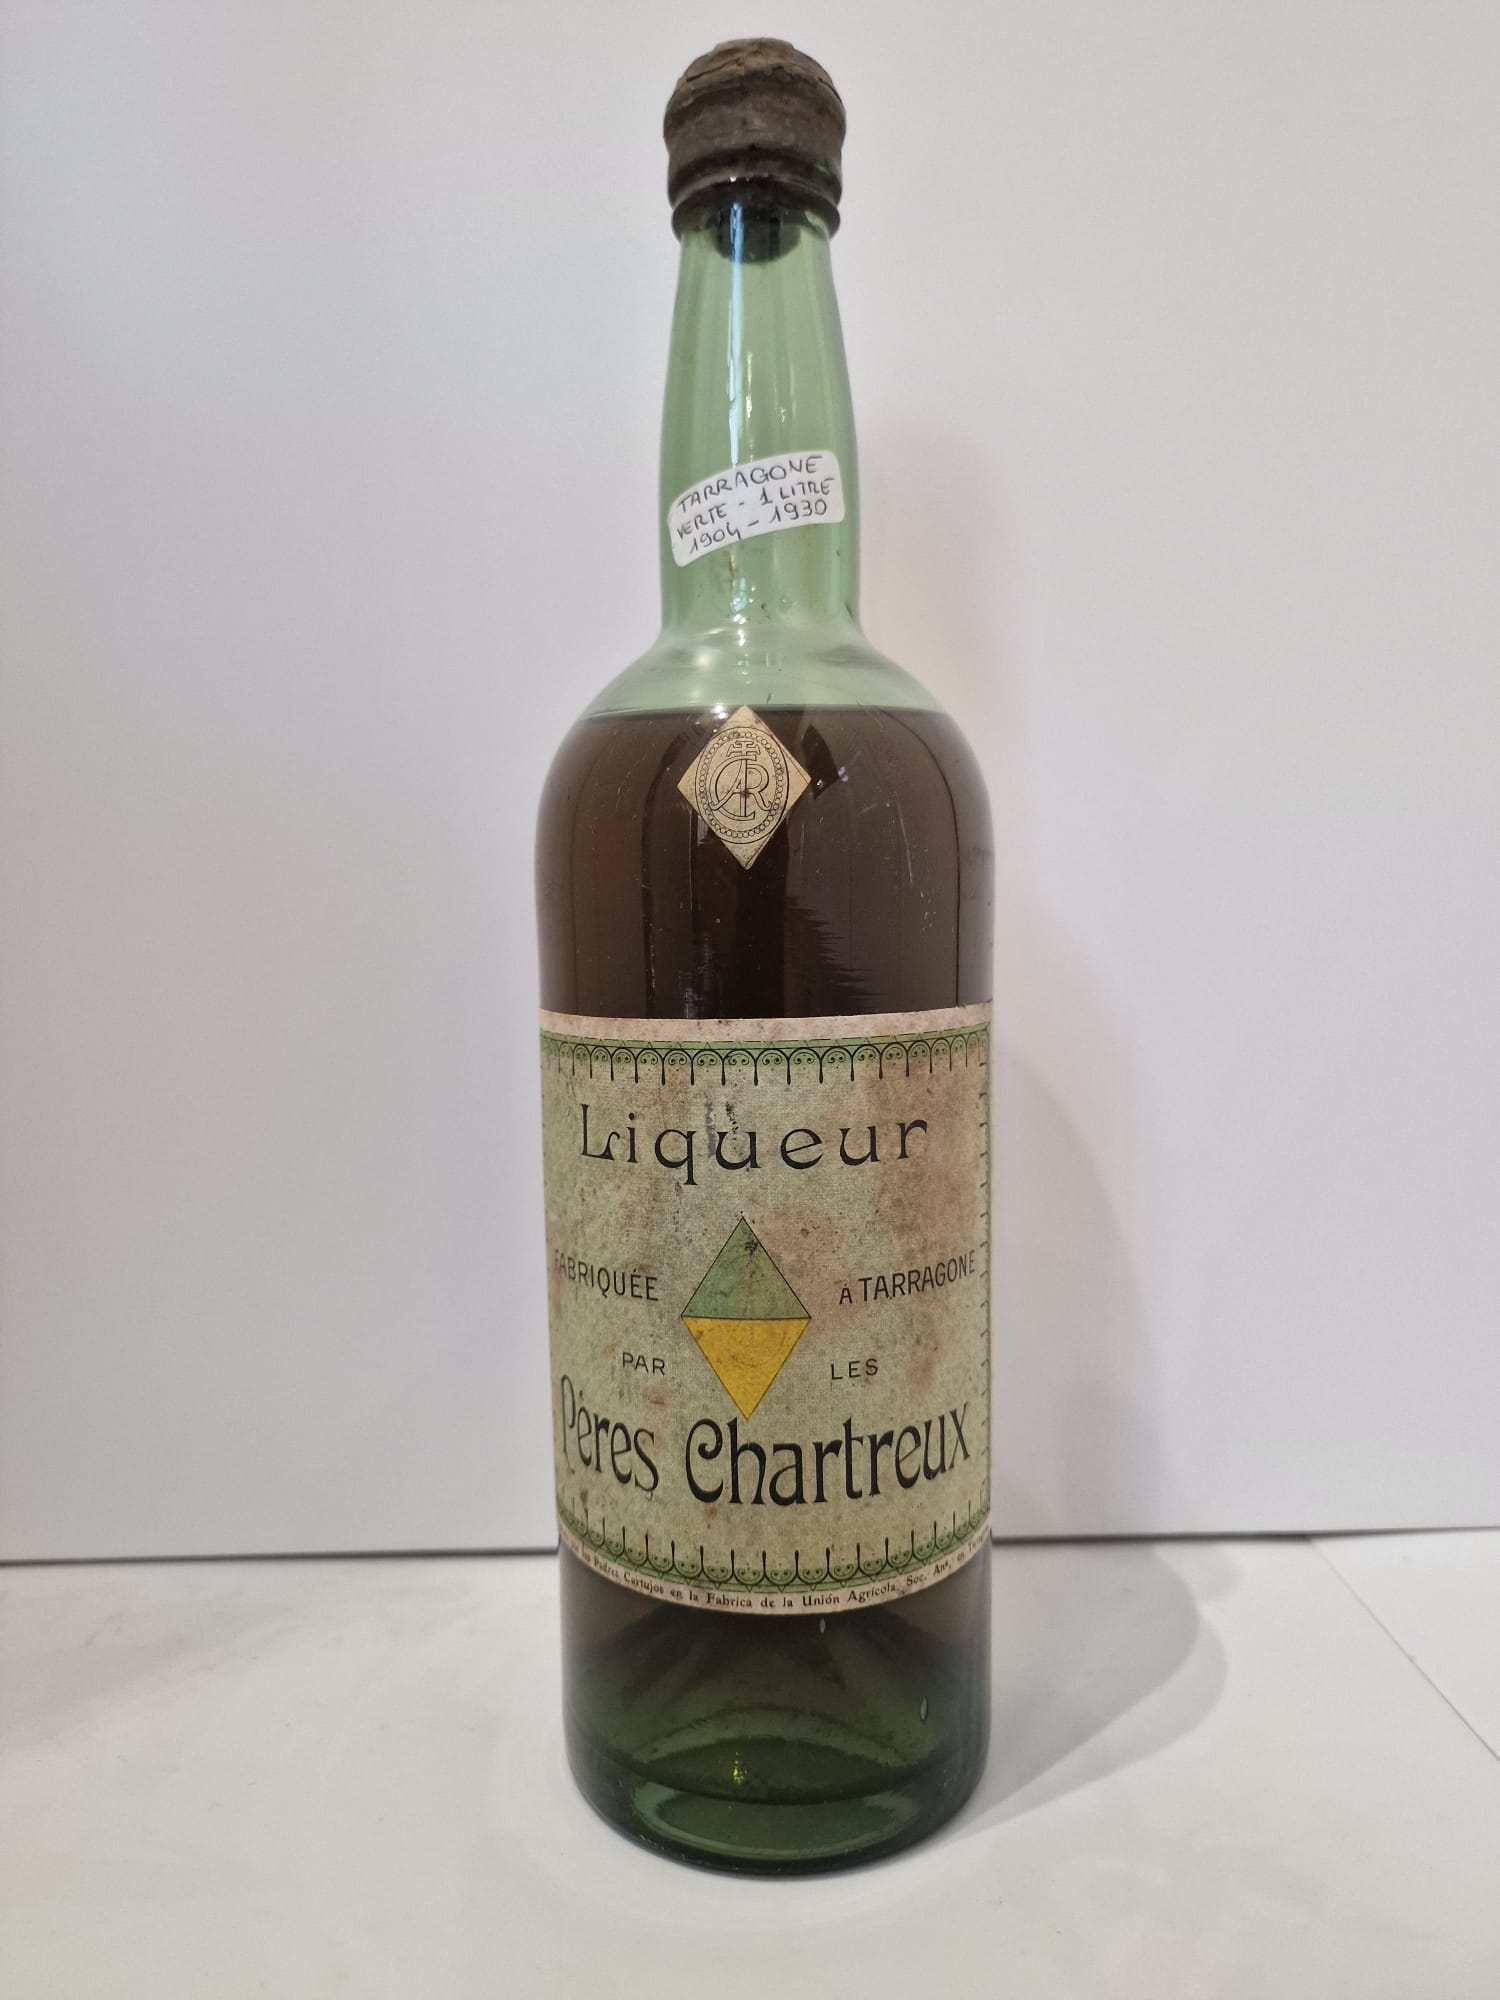 TARRAGONE
VERTE - 1 LITRE
1904 - 1930
Liqueur
FABRIQUÉE À TARRAGONE
PAR LES
Pères Chartreux
los Padres Cartujos en la Fabrica de la Unión Agrícola, Soc. Anª, en